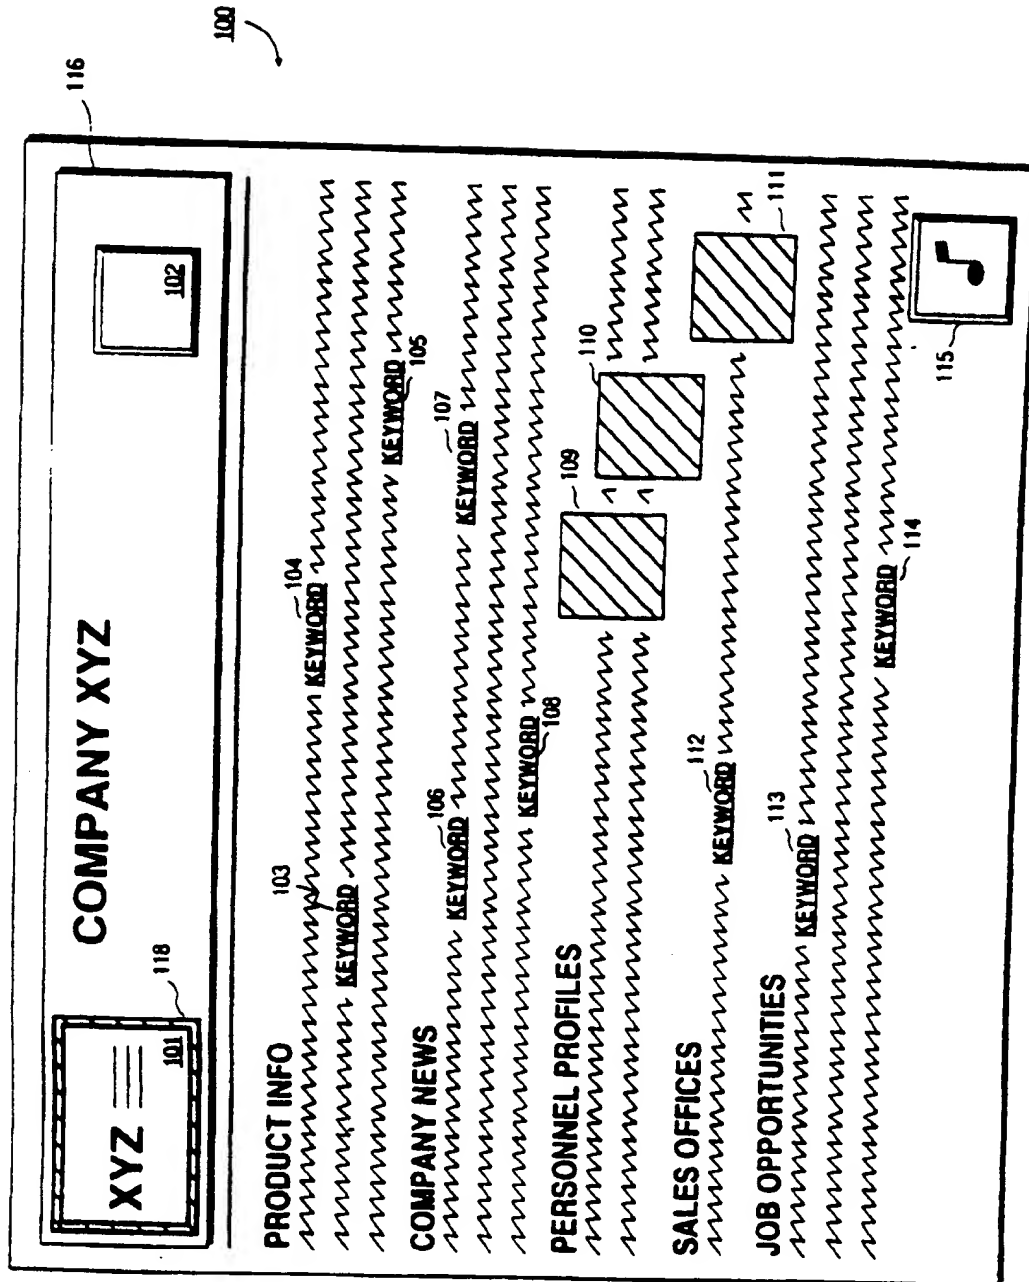 100
116
118
XYZ
101
COMPANY XYZ
102
PRODUCT INFO
103
104
KEYWORD
KEYWORD
KEYWORD
105
COMPANY NEWS
106
107
KEYWORD
KEYWORD
KEYWORD
108
PERSONNEL PROFILES
109
110
SALES OFFICES
112
KEYWORD
111
JOB OPPORTUNITIES
113
KEYWORD
KEYWORD
114
115